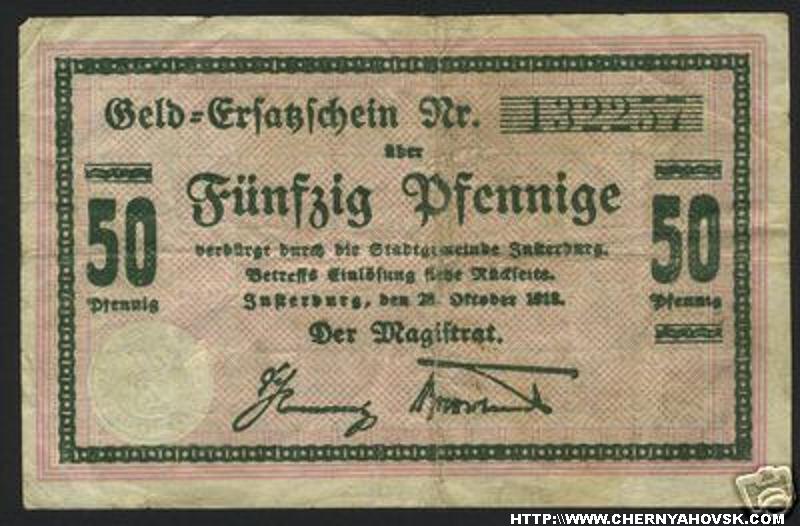 Geld-Ersatzschein Nr. 132257
über
Fünfzig Pfennige
50
Pfennig
50
Pfennig
verbürgt durch die Stadtgemeinde Insterburg.
Betreffs Einlösung siehe Rückseite.
Insterburg, den 28. Oktober 1918.
Der Magistrat.
HTTP:\\WWW.CHERNYAHOVSK.COM